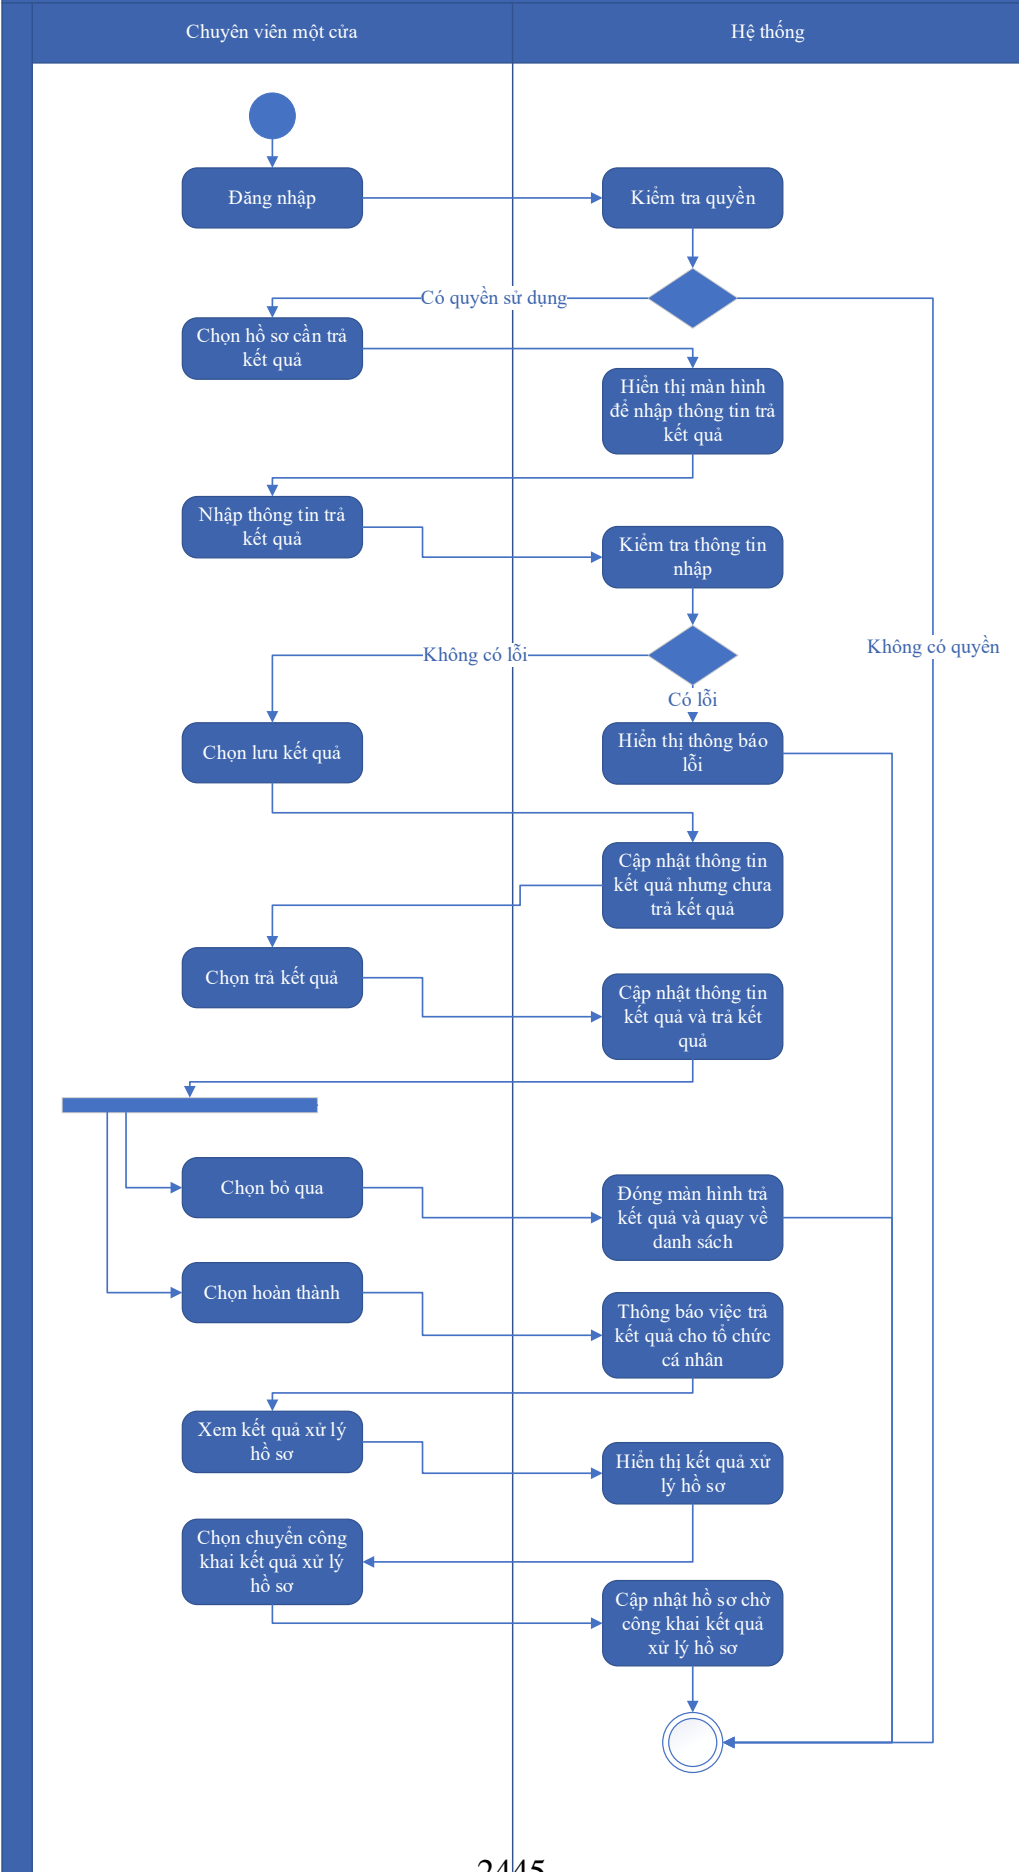 Chuyên viên một cửa
Hệ thống
Đăng nhập
Kiểm tra quyền
Có quyền sử dụng
Chọn hồ sơ cần trả
kết quả
Hiển thị màn hình
để nhập thông tin trả
kết quả
Nhập thông tin trả
kết quả
Kiểm tra thông tin
nhập
Không có quyền
Không có lỗi
Có lỗi
Chọn lưu kết quả
Hiển thị thông báo
lỗi
Cập nhật thông tin
kết quả nhưng chưa
trả kết quả
Chọn trả kết quả
Cập nhật thông tin
kết quả và trả kết
quả
Chọn bỏ qua
Đóng màn hình trả
kết quả và quay về
danh sách
Chọn hoàn thành
Thông báo việc trả
kết quả cho tổ chức
cá nhân
Xem kết quả xử lý
hồ sơ
Hiển thị kết quả xử
lý hồ sơ
Chọn chuyển công
khai kết quả xử lý
hồ sơ
Cập nhật hồ sơ chờ
công khai kết quả
xử lý hồ sơ
2445